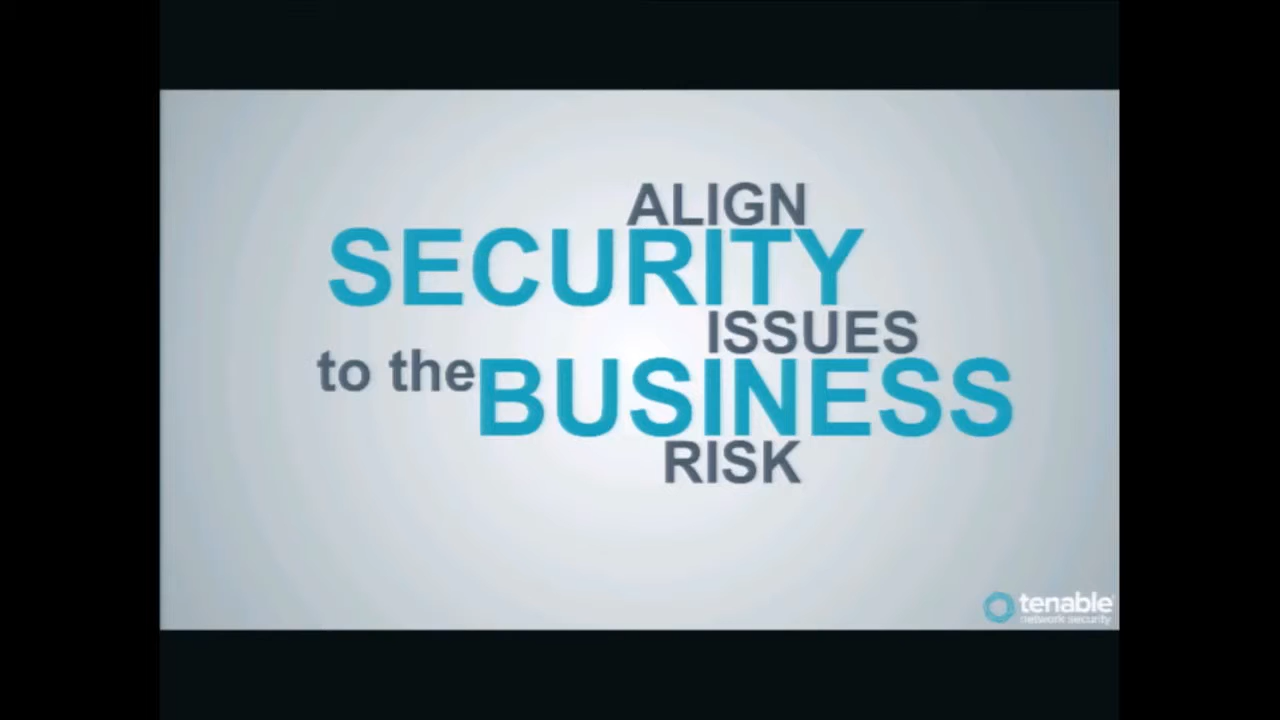 ALIGN
SECURITY
ISSUES
to the BUSINESS
RISK
tenable
network security